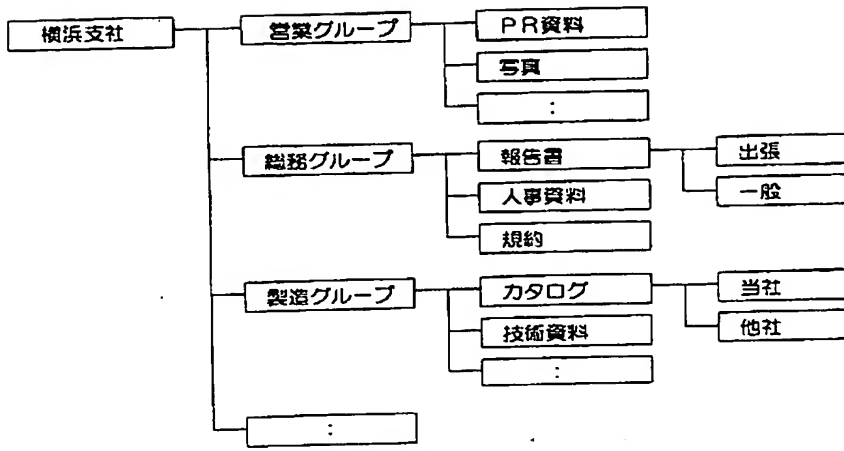 横浜支社
営業グループ
PR資料
写真
:
総務グループ
報告書
出張
一般
人事資料
規約
製造グループ
カタログ
当社
他社
技術資料
:
: